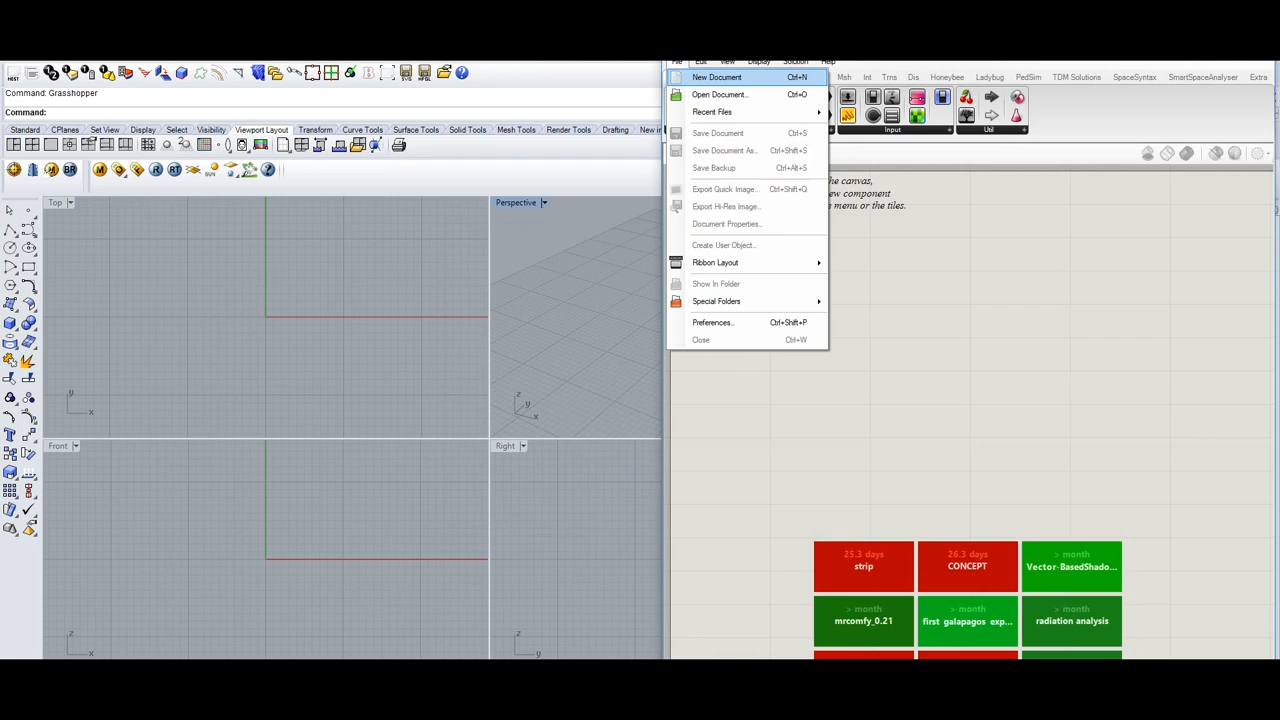 Command: Grasshopper
Command:
Standard CPlanes Set View Display Select Visibility Viewport Layout Transform Curve Tools Surface Tools Solid Tools Mesh Tools Render Tools Drafting New in
Top
Perspective
Front
Right
y
x
z
y
x
z
z
y
Edit View Display Solution Help
New Document Ctrl+N
Open Document.. Ctrl+O
Recent Files
Save Document Ctrl+S
Save Document As.. Ctrl+Shift+S
Save Backup Ctrl+Alt+S
Export Quick Image.. Ctrl+Shift+Q
Export Hi-Res Image..
Document Properties..
Create User Object..
Ribbon Layout
Show In Folder
Special Folders
Preferences.. Ctrl+Shift+P
Close Ctrl+W
Msh Int Trns Dis Honeybee Ladybug PedSim TDM Solutions SpaceSyntax SmartSpaceAnalyser Extra
Input Util
he canvas,
ew component
s menu or the tiles.
25.3 days
strip
26.3 days
CONCEPT
> month
Vector-BasedShado...
> month
mrcomfy_0.21
> month
first galapagos exp...
> month
radiation analysis